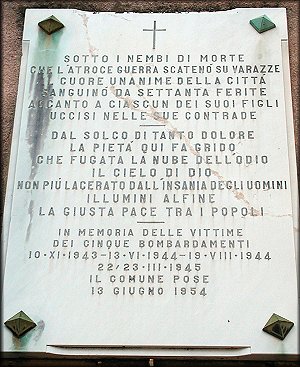 SOTTO I NEMBI DI MORTE
CHE L'ATROCE GUERRA SCATENÒ SU VARAZZE
IL CUORE UNANIME DELLA CITTÀ
SANGUINO DA SETTANTA FERITE
ACCANTO A CIASCUN DEI SUOI FIGLI
UCCISI NELLE SUE CONTRADE
DAL SOLCO DI TANTO DOLORE
LA PIETÀ QUI FA GRIDO
CHE FUGATA LA NUBE DELL'ODIO
IL CIELO DI DIO
NON PIÙ LACERATO DALL'INSANIA DEGLI UOMINI
ILLUMINI ALFINE
LA GIUSTA PACE TRA I POPOLI
IN MEMORIA DELLE VITTIME
DEI CINQUE BOMBARDAMENTI
10·XI·1943-13·VI·1944-19·VIII·1944
22·23·III·1945
IL COMUNE POSE
13 GIUGNO 1954